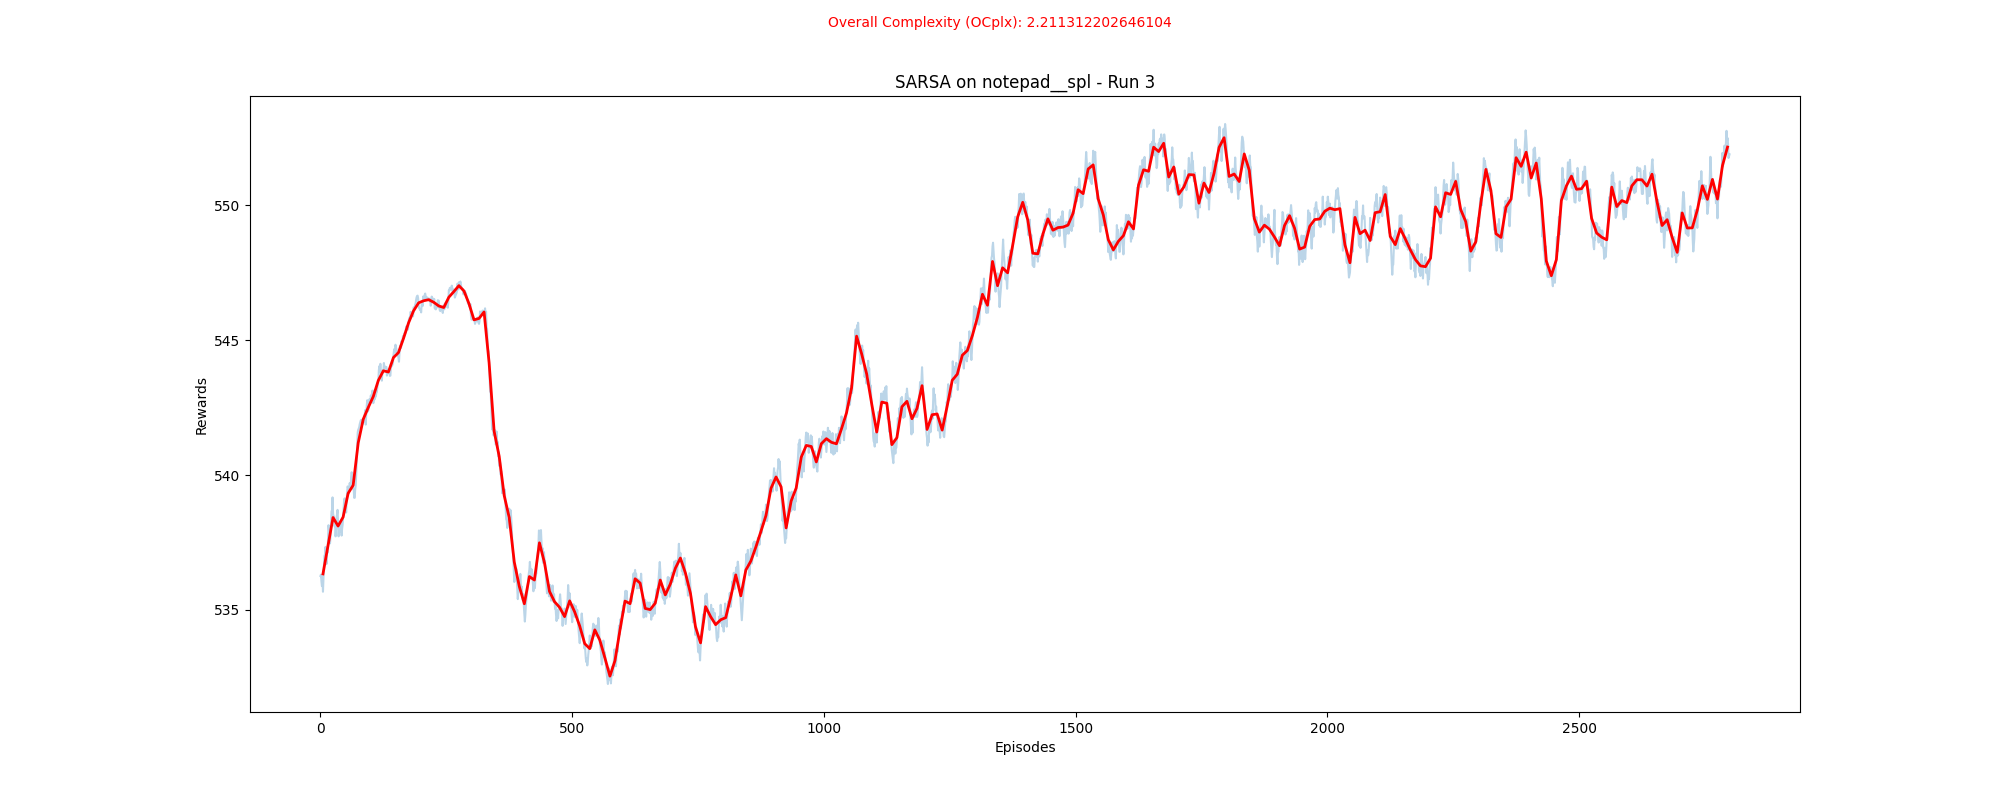 Overall Complexity (OCplx): 2.211312202646104
SARSA on notepad__spl - Run 3
Rewards
550
545
540
535
0 500 1000 1500 2000 2500
Episodes